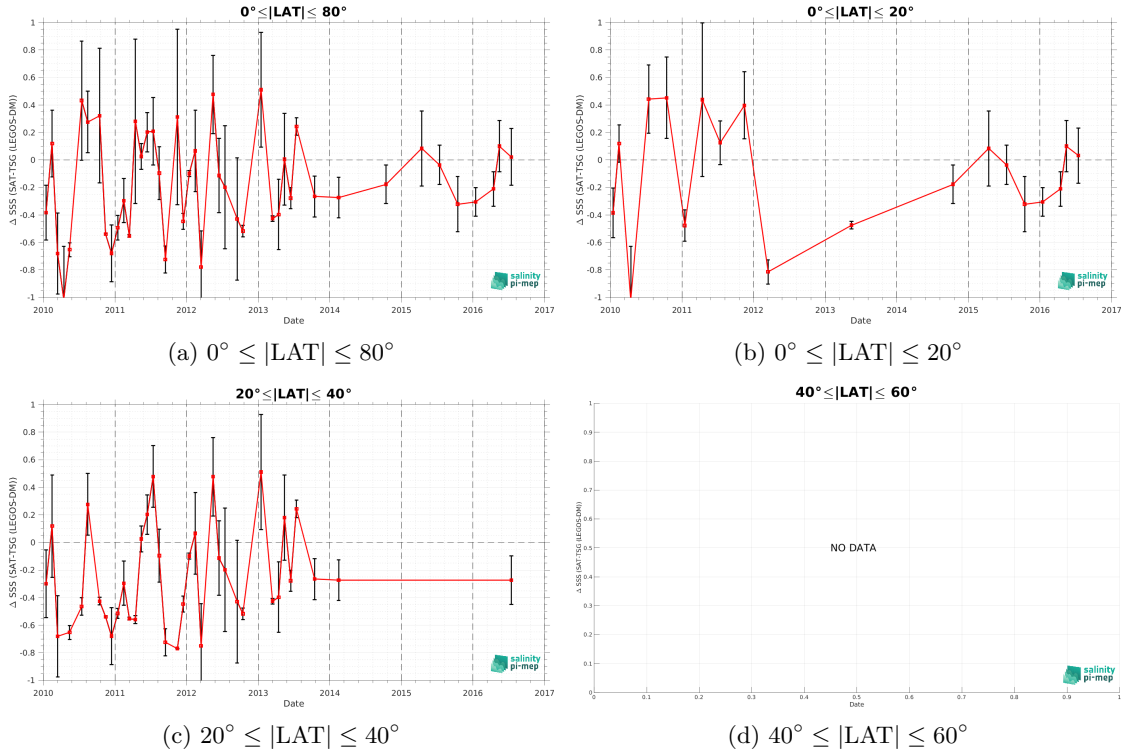 0°≤|LAT|≤ 80°
Δ SSS (SAT-TSG (LEGOS-DM))
1
0.8
0.6
0.4
0.2
0
-0.2
-0.4
-0.6
-0.8
-1
2010 2011 2012 2013 2014 2015 2016 2017
Date
salinity
pi-mep
(a) 0° ≤ |LAT| ≤ 80°
0°≤|LAT|≤ 20°
Δ SSS (SAT-TSG (LEGOS-DM))
1
0.8
0.6
0.4
0.2
0
-0.2
-0.4
-0.6
-0.8
-1
2010 2011 2012 2013 2014 2015 2016 2017
Date
salinity
pi-mep
(b) 0° ≤ |LAT| ≤ 20°
20°≤|LAT|≤ 40°
Δ SSS (SAT-TSG (LEGOS-DM))
1
0.8
0.6
0.4
0.2
0
-0.2
-0.4
-0.6
-0.8
-1
2010 2011 2012 2013 2014 2015 2016 2017
Date
salinity
pi-mep
(c) 20° ≤ |LAT| ≤ 40°
40°≤|LAT|≤ 60°
Δ SSS (SAT-TSG (LEGOS-DM))
1
0.9
0.8
0.7
0.6
0.5
0.4
0.3
0.2
0.1
0
NO DATA
0 0.1 0.2 0.3 0.4 0.5 0.6 0.7 0.8 0.9 1
Date
salinity
pi-mep
(d) 40° ≤ |LAT| ≤ 60°